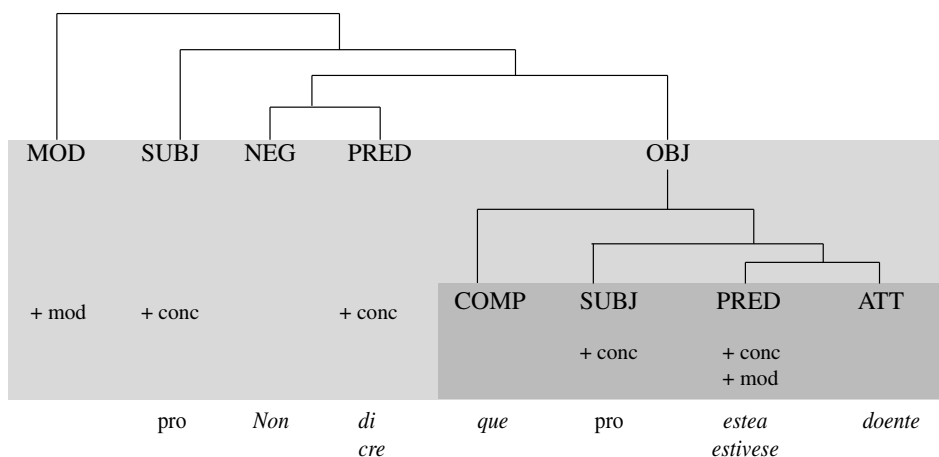 MOD SUBJ NEG PRED OBJ
COMP SUBJ PRED ATT
+ mod + conc + conc
+ conc + conc
+ mod
pro Non di que pro estea doente
cre estivese